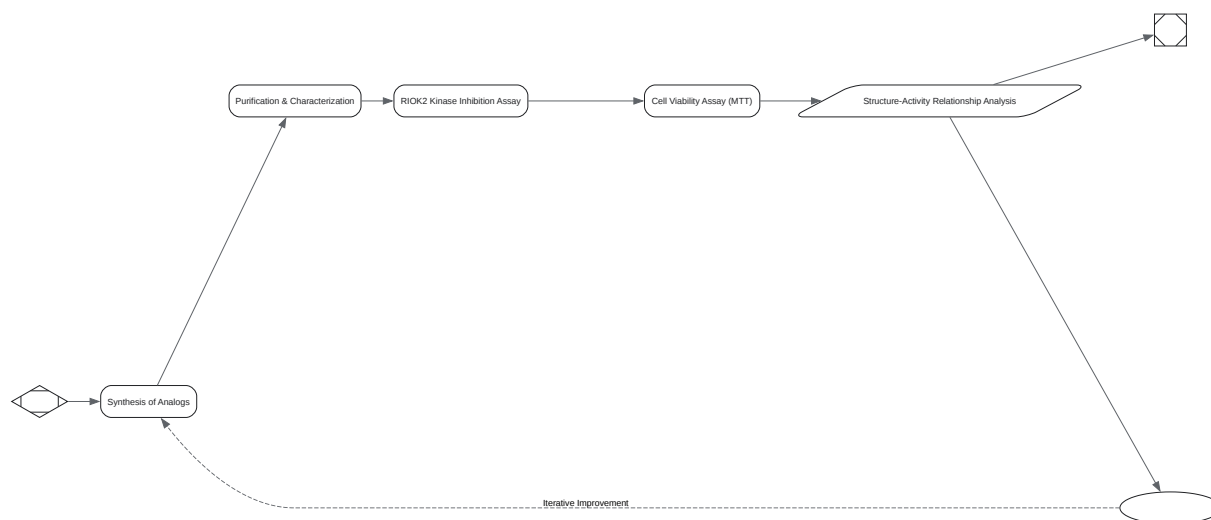 Purification & Characterization
RIOK2 Kinase Inhibition Assay
Cell Viability Assay (MTT)
Structure-Activity Relationship Analysis
Synthesis of Analogs
Iterative Improvement